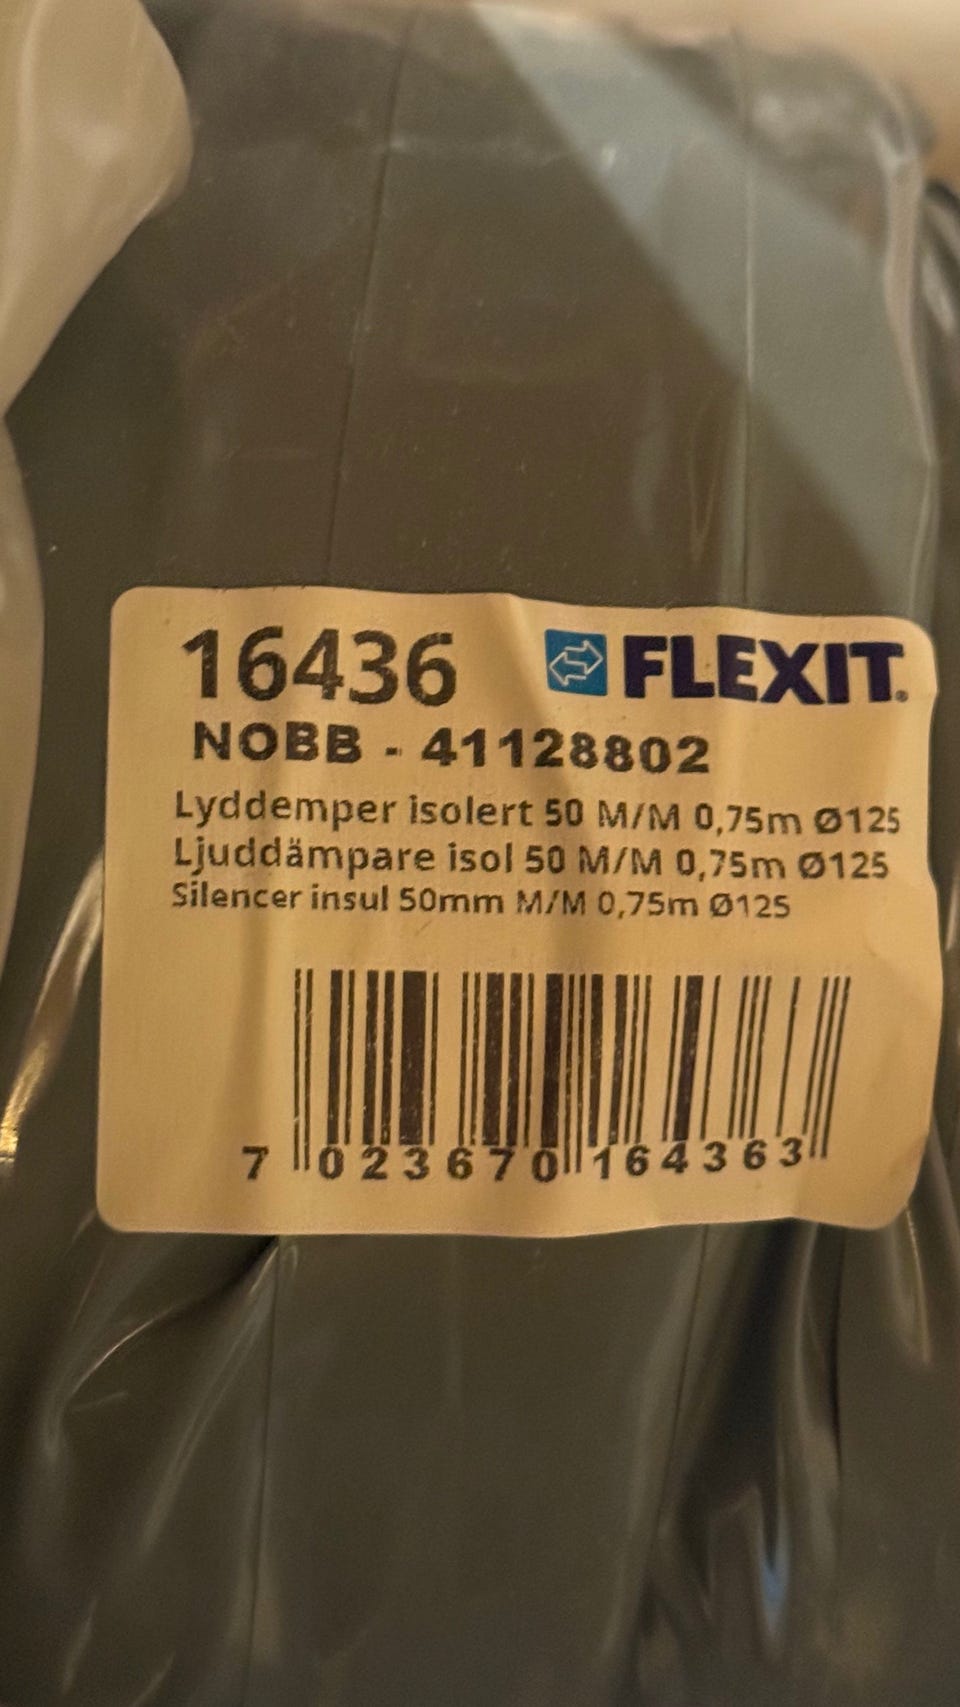 16436 FLEXIT®
NOBB - 41128802
Lyddemper isolert 50 M/M 0,75m Ø125
Ljuddämpare isol 50 M/M 0,75m Ø125
Silencer insul 50mm M/M 0,75m Ø125
7 023670 164363